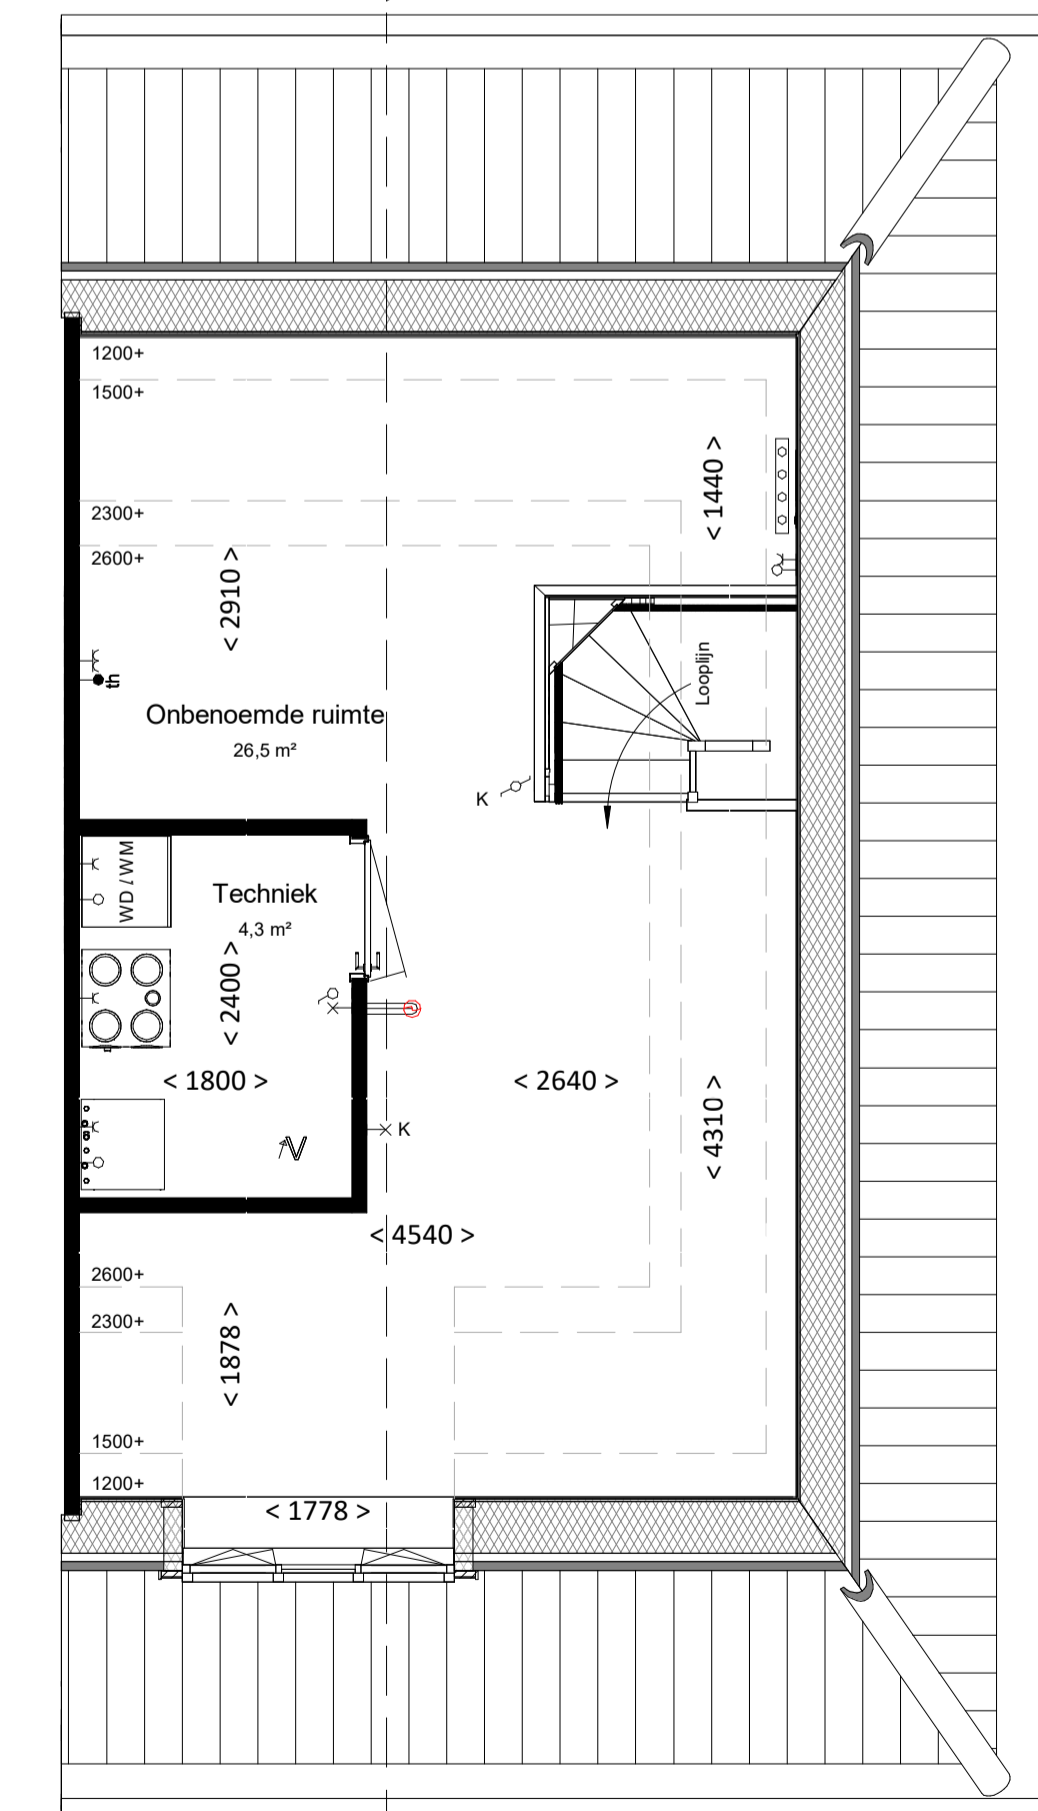 1200+
1500+
< 1440 >
2300+
2600+
< 2910 >
th
Looplijn
Onbenoemde ruimte
26,5 m²
K
WD/WM
Techniek
4,3 m²
< 2400 >
< 1800 >
< 2640 >
< 4310 >
K
V
< 4540 >
2600+
2300+
< 1878 >
1500+
1200+
< 1778 >